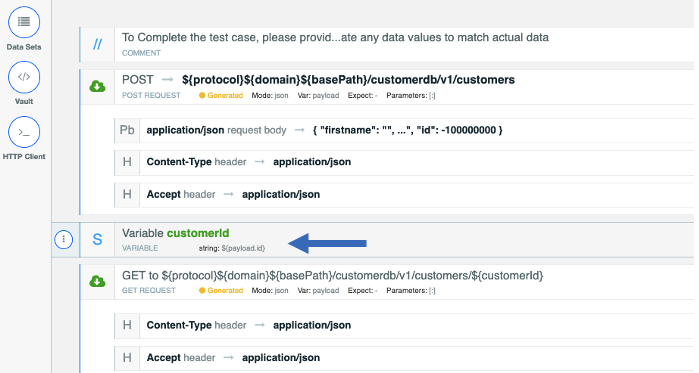 Data Sets
</>
Vault
>_
HTTP Client
// To Complete the test case, please provid...ate any data values to match actual data
COMMENT
POST → ${protocol}${domain}${basePath}/customerdb/v1/customers
POST REQUEST Generated Mode: json Var: payload Expect: - Parameters: [:]
Pb application/json request body → { "firstname": "", ...", "id": -100000000 }
H Content-Type header → application/json
H Accept header → application/json
S Variable customerId
VARIABLE string: ${payload.id}
GET to ${protocol}${domain}${basePath}/customerdb/v1/customers/${customerId}
GET REQUEST Generated Mode: json Var: payload Expect: - Parameters: [:]
H Content-Type header → application/json
H Accept header → application/json